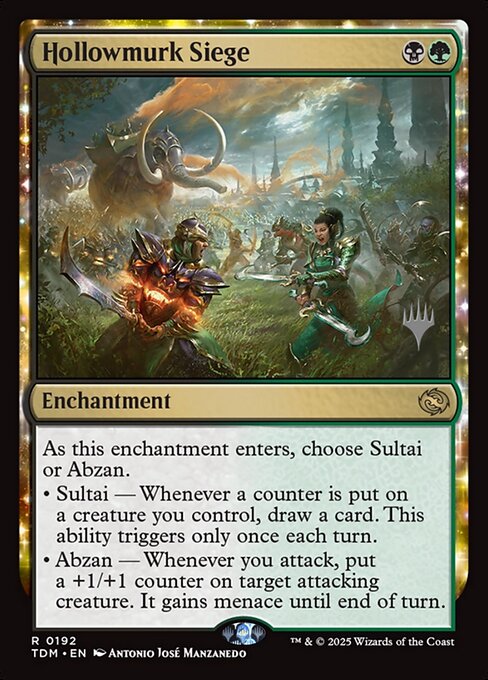 Hollowmurk Siege
Enchantment
As this enchantment enters, choose Sultai
or Abzan.
• Sultai — Whenever a counter is put on
a creature you control, draw a card. This
ability triggers only once each turn.
• Abzan — Whenever you attack, put
a +1/+1 counter on target attacking
creature. It gains menace until end of turn.
R 0192
TDM • EN Antonio José Manzanedo
™ & © 2025 Wizards of the Coast